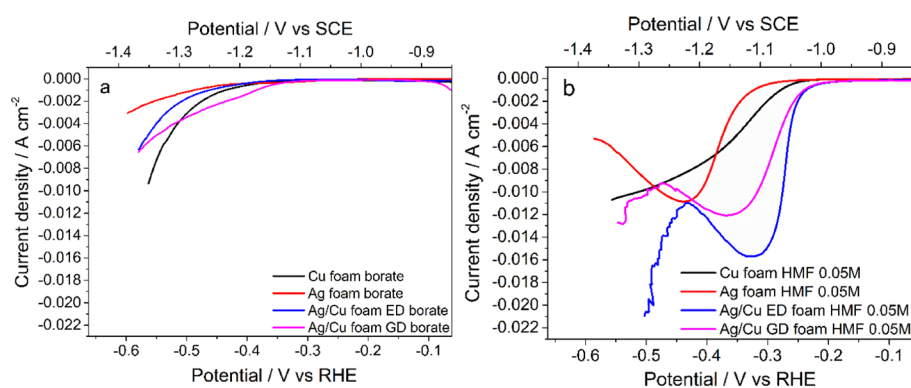 Potential / V vs SCE
-1.4 -1.3 -1.2 -1.1 -1.0 -0.9
a
0.000
-0.002
-0.004
-0.006
-0.008
-0.010
-0.012
-0.014
-0.016
-0.018
-0.020
-0.022
Current density / A cm-2
Cu foam borate
Ag foam borate
Ag/Cu foam ED borate
Ag/Cu foam GD borate
-0.6 -0.5 -0.4 -0.3 -0.2 -0.1
Potential / V vs RHE
Potential / V vs SCE
-1.4 -1.3 -1.2 -1.1 -1.0 -0.9
b
0.000
-0.002
-0.004
-0.006
-0.008
-0.010
-0.012
-0.014
-0.016
-0.018
-0.020
-0.022
Current density / A cm-2
Cu foam HMF 0.05M
Ag foam HMF 0.05M
Ag/Cu ED foam HMF 0.05M
Ag/Cu GD foam HMF 0.05M
-0.6 -0.5 -0.4 -0.3 -0.2 -0.1
Potential / V vs RHE